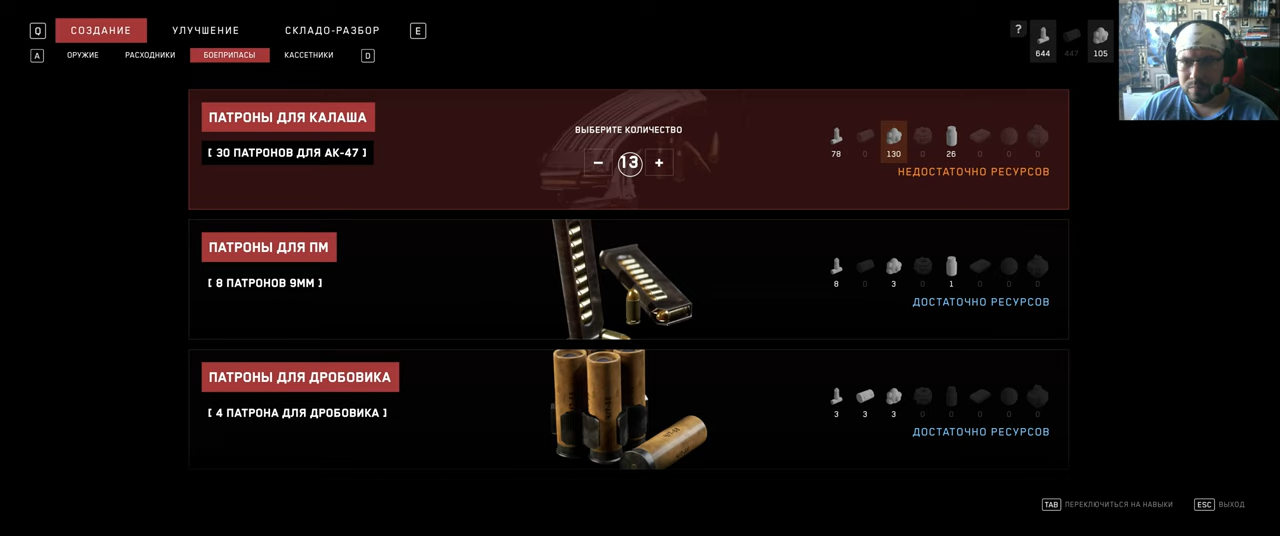 Q СОЗДАНИЕ УЛУЧШЕНИЕ СКЛАДО-РАЗБОР E
A ОРУЖИЕ РАСХОДНИКИ БОЕПРИПАСЫ КАССЕТНИКИ D
? 644 447 105
ПАТРОНЫ ДЛЯ КАЛАША
[ 30 ПАТРОНОВ ДЛЯ АК-47 ]
ВЫБЕРИТЕ КОЛИЧЕСТВО
− 13 +
78 0 130 0 26 0 0 0
НЕДОСТАТОЧНО РЕСУРСОВ
ПАТРОНЫ ДЛЯ ПМ
[ 8 ПАТРОНОВ 9ММ ]
8 0 3 0 1 0 0 0
ДОСТАТОЧНО РЕСУРСОВ
ПАТРОНЫ ДЛЯ ДРОБОВИКА
[ 4 ПАТРОНА ДЛЯ ДРОБОВИКА ]
3 3 3 0 0 0 0 0
ДОСТАТОЧНО РЕСУРСОВ
TAB ПЕРЕКЛЮЧИТЬСЯ НА НАВЫКИ ESC ВЫХОД